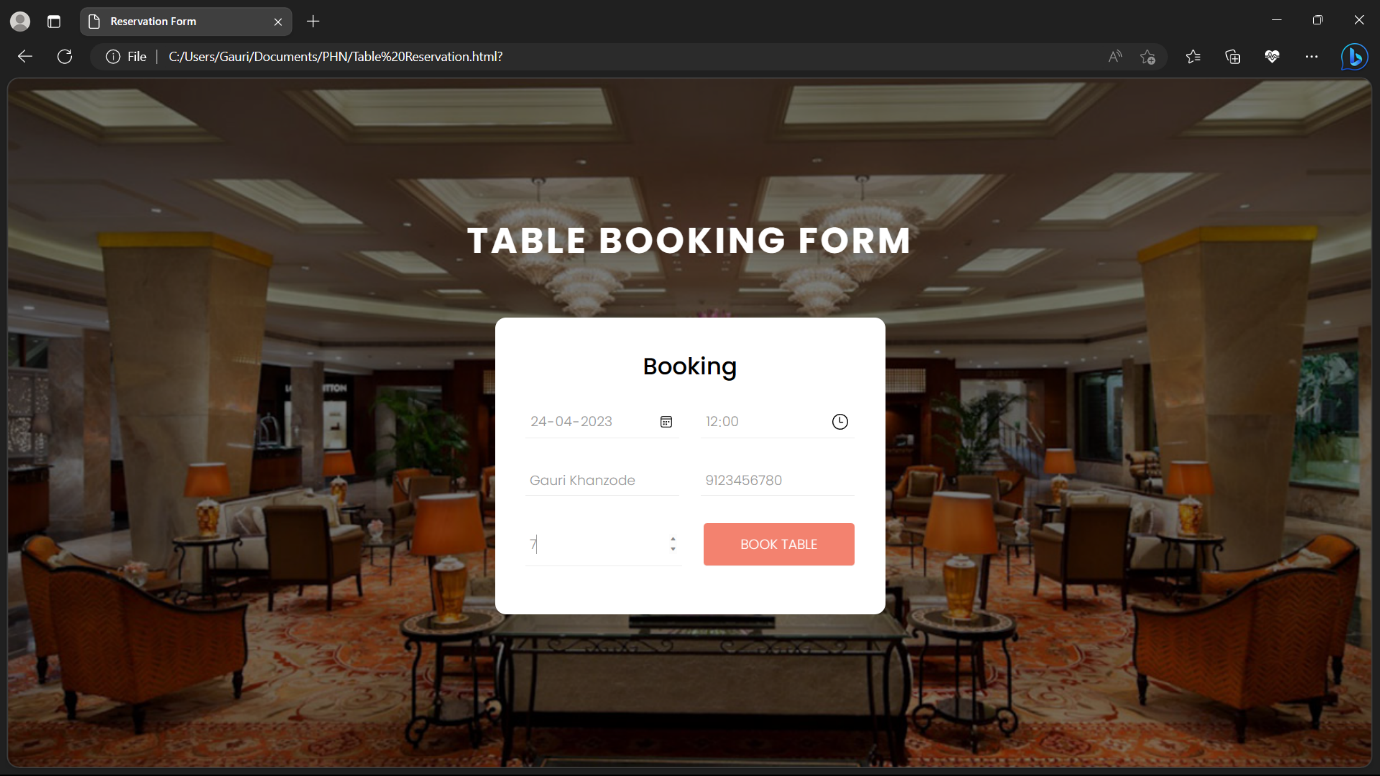 Reservation Form
File
C:/Users/Gauri/Documents/PHN/Table%20Reservation.html?
TABLE BOOKING FORM
Booking
24-04-2023
12:00
Gauri Khanzode
9123456780
7
BOOK TABLE